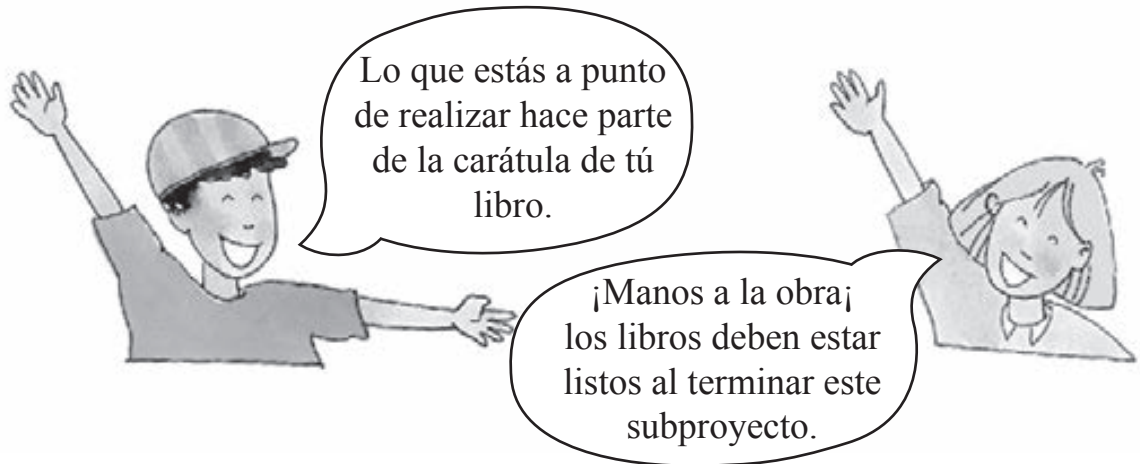 Lo que estás a punto
de realizar hace parte
de la carátula de tú
libro.
¡Manos a la obra¡
los libros deben estar
listos al terminar este
subproyecto.